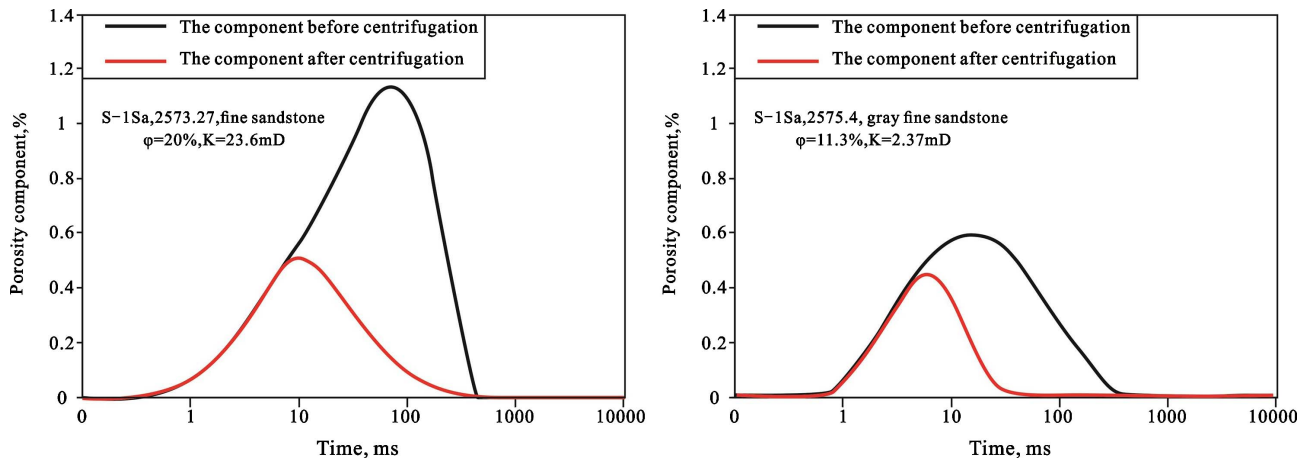 1.4
1.2
1
0.8
0.6
0.4
0.2
0
Porosity component,%
The component before centrifugation
The component after centrifugation
S-1Sa,2573.27,fine sandstone
φ=20%,K=23.6mD
0
1
10
100
1000
10000
Time, ms
1.4
1.2
1
0.8
0.6
0.4
0.2
0
Porosity component,%
The component before centrifugation
The component after centrifugation
S-1Sa,2575.4, gray fine sandstone
φ=11.3%,K=2.37mD
0
1
10
100
1000
10000
Time, ms